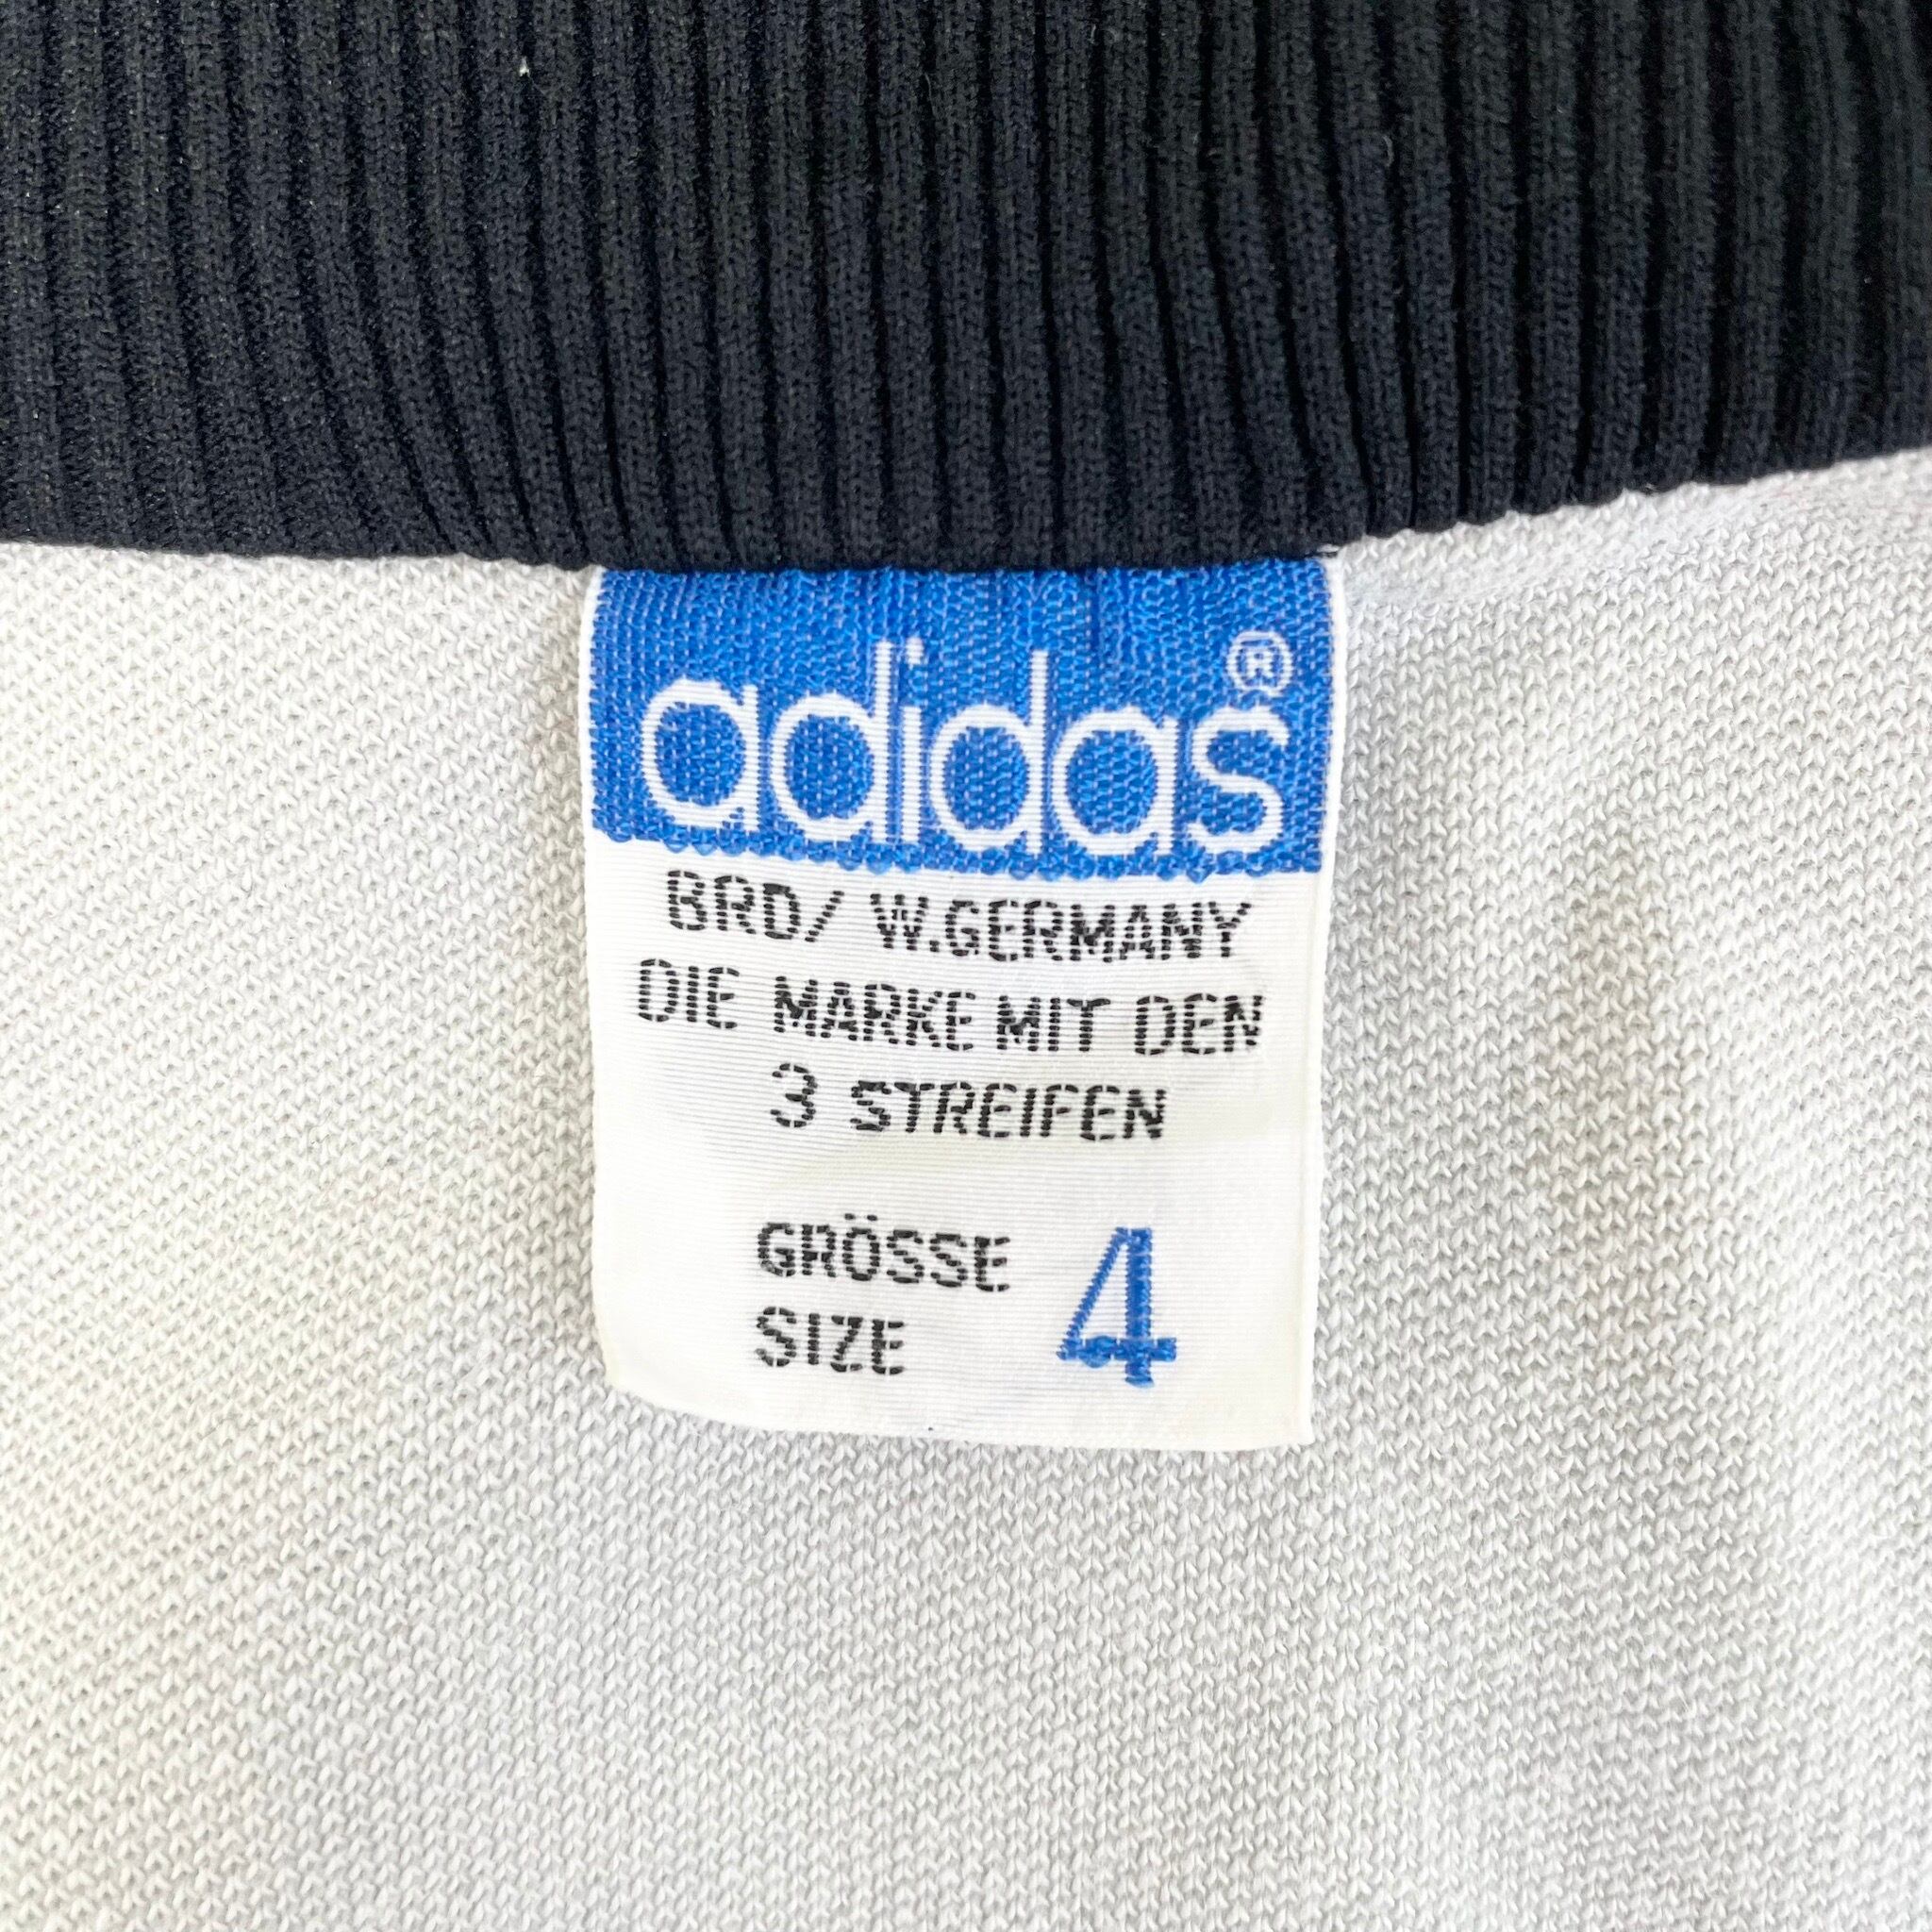 adidas®
BRD/ W.GERMANY
DIE MARKE MIT DEN
3 STREIFEN
GRÖSSE 4
SIZE